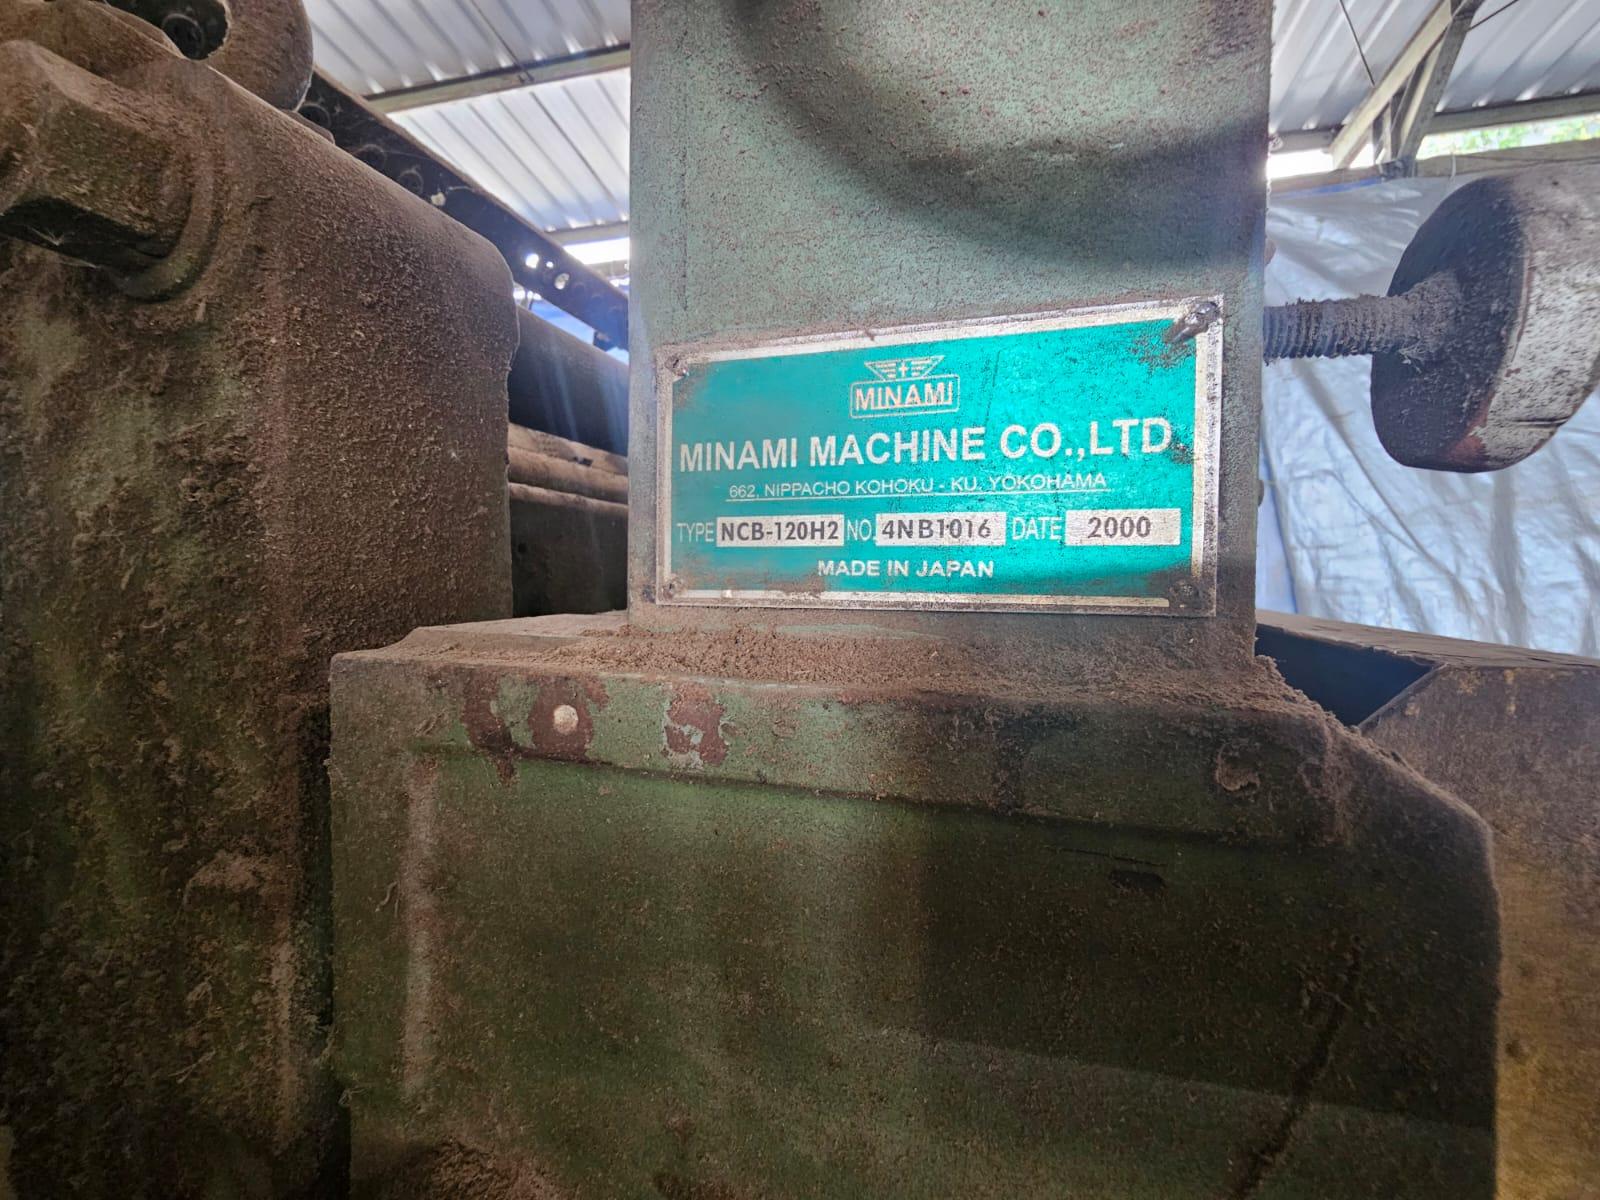 MINAMI
MINAMI MACHINE CO.,LTD.
662, NIPPACHO KOHOKU - KU. YOKOHAMA
TYPE NCB-120H2 NO. 4NB1016 DATE 2000
MADE IN JAPAN